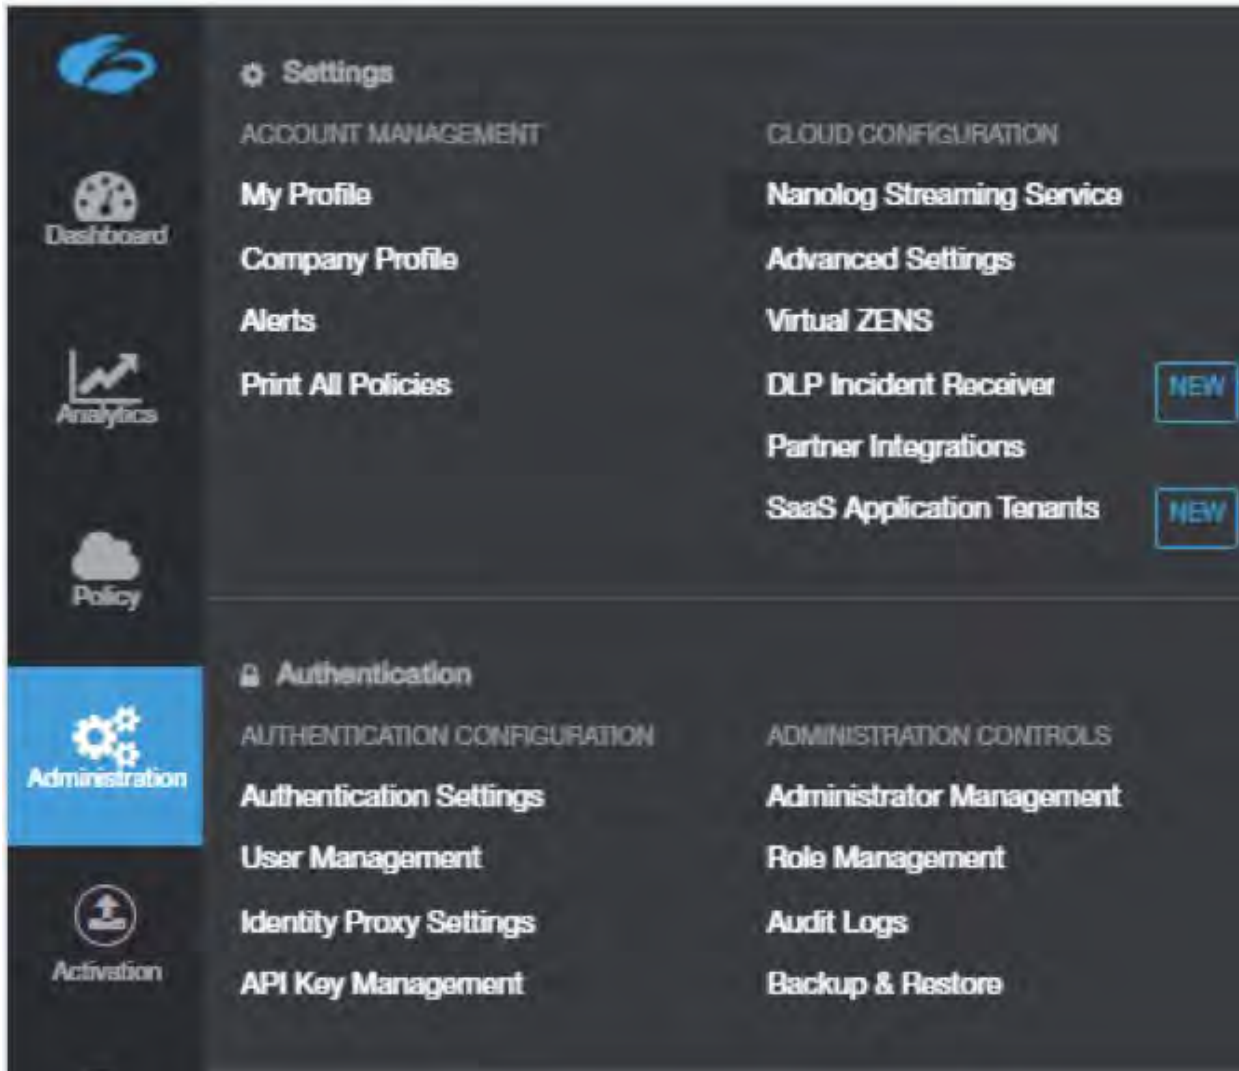 Settings
ACCOUNT MANAGEMENT
My Profile
Company Profile
Alerts
Print All Policies
CLOUD CONFIGURATION
Nanolog Streaming Service
Advanced Settings
Virtual ZENS
DLP Incident Receiver NEW
Partner Integrations
SaaS Application Tenants NEW
Authentication
AUTHENTICATION CONFIGURATION
Authentication Settings
User Management
Identity Proxy Settings
API Key Management
ADMINISTRATION CONTROLS
Administrator Management
Role Management
Audit Logs
Backup & Restore
Dashboard
Analytics
Policy
Administration
Activation